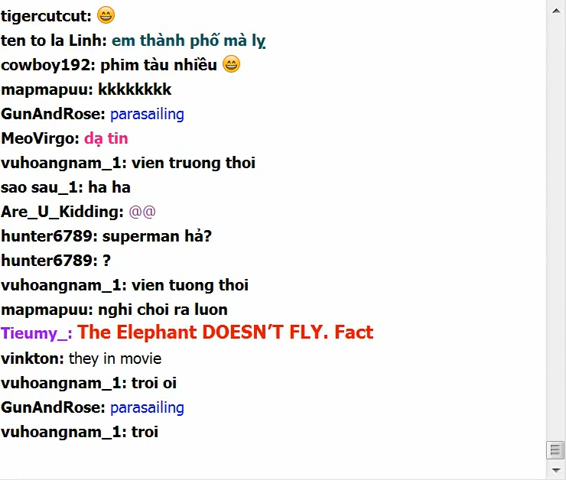 tigercutcut: 😄
ten to la Linh: em thành phố mà lỵ
cowboy192: phim tàu nhiều 😄
mapmapuu: kkkkkkkk
GunAndRose: parasailing
MeoVirgo: dạ tin
vuhoangnam_1: vien truong thoi
sao sau_1: ha ha
Are_U_Kidding: @@
hunter6789: superman hả?
hunter6789: ?
vuhoangnam_1: vien tuong thoi
mapmapuu: nghi choi ra luon
Tieumy_: The Elephant DOESN'T FLY. Fact
vinkton: they in movie
vuhoangnam_1: troi oi
GunAndRose: parasailing
vuhoangnam_1: troi